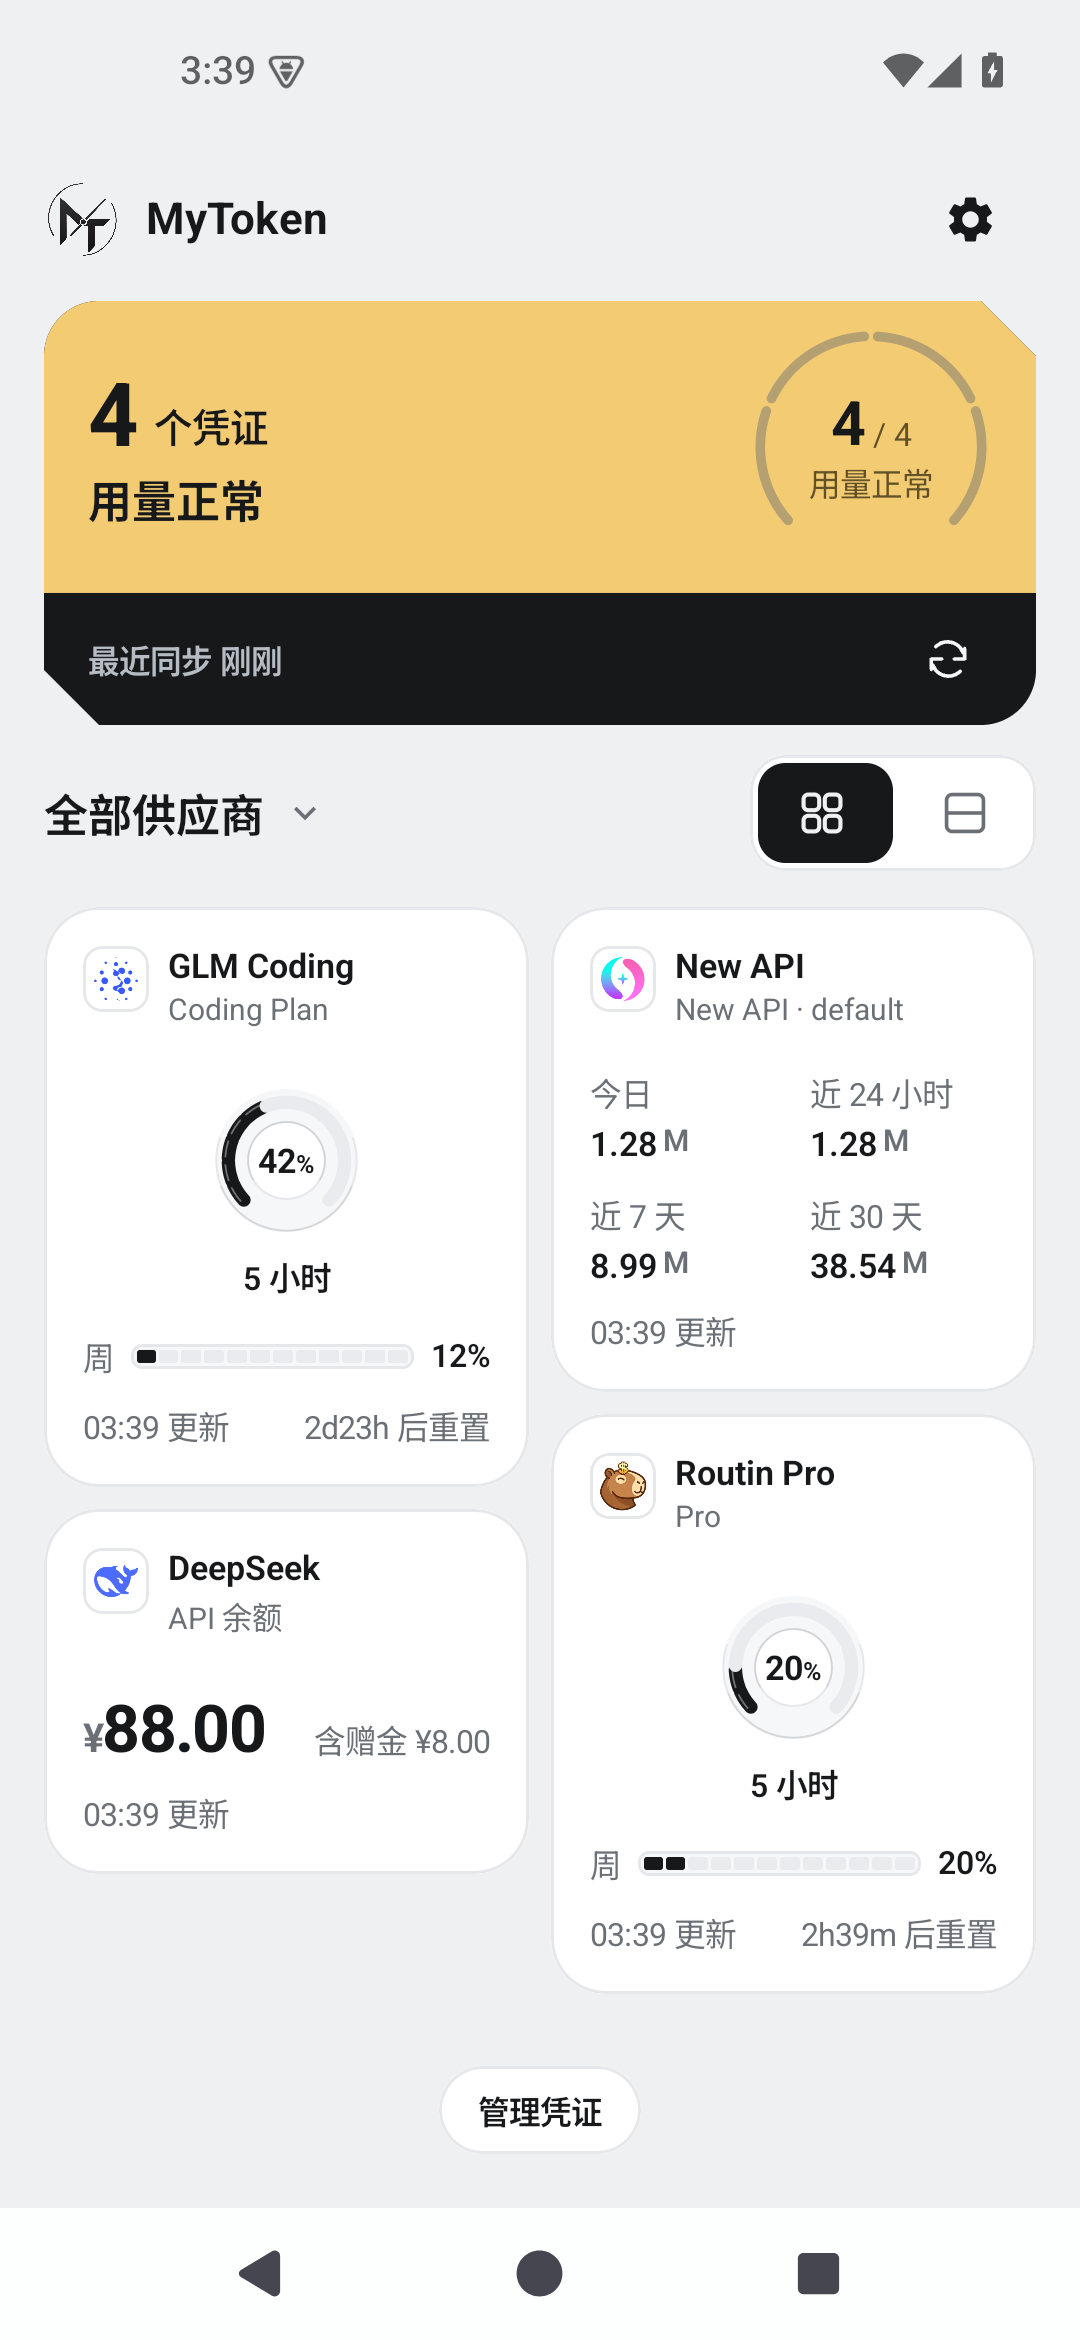 3:39
MyToken
4 个凭证
用量正常
4 / 4
用量正常
最近同步 刚刚
全部供应商
GLM Coding
Coding Plan
42%
5 小时
周 12%
03:39 更新 2d23h 后重置
New API
New API · default
今日 近 24 小时
1.28 M 1.28 M
近 7 天 近 30 天
8.99 M 38.54 M
03:39 更新
DeepSeek
API 余额
¥88.00 含赠金 ¥8.00
03:39 更新
Routin Pro
Pro
20%
5 小时
周 20%
03:39 更新 2h39m 后重置
管理凭证